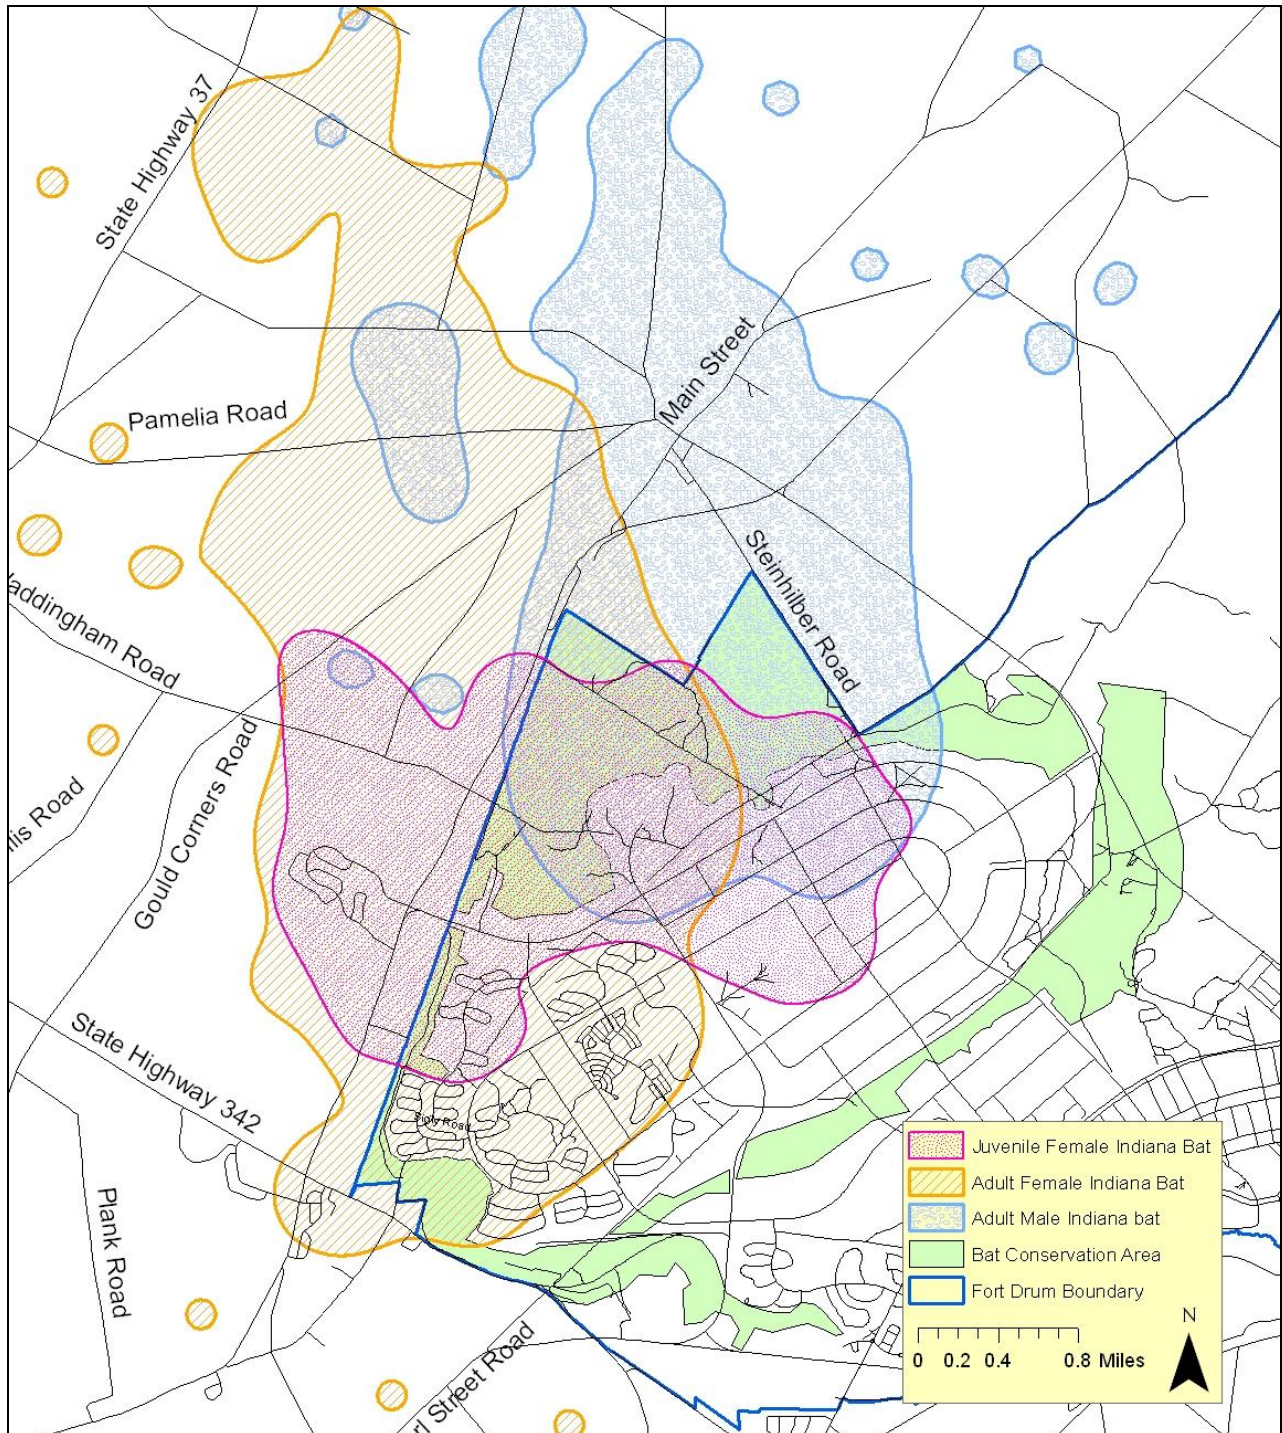 State Highway 37
Main Street
Pamelia Road
Steinhilber Road
addingham Road
Gould Corners Road
Road
State Highway 342
Road
Plank Road
Street Road
Juvenile Female Indiana Bat
Adult Female Indiana Bat
Adult Male Indiana bat
Bat Conservation Area
Fort Drum Boundary
N
0 0.2 0.4 0.8 Miles